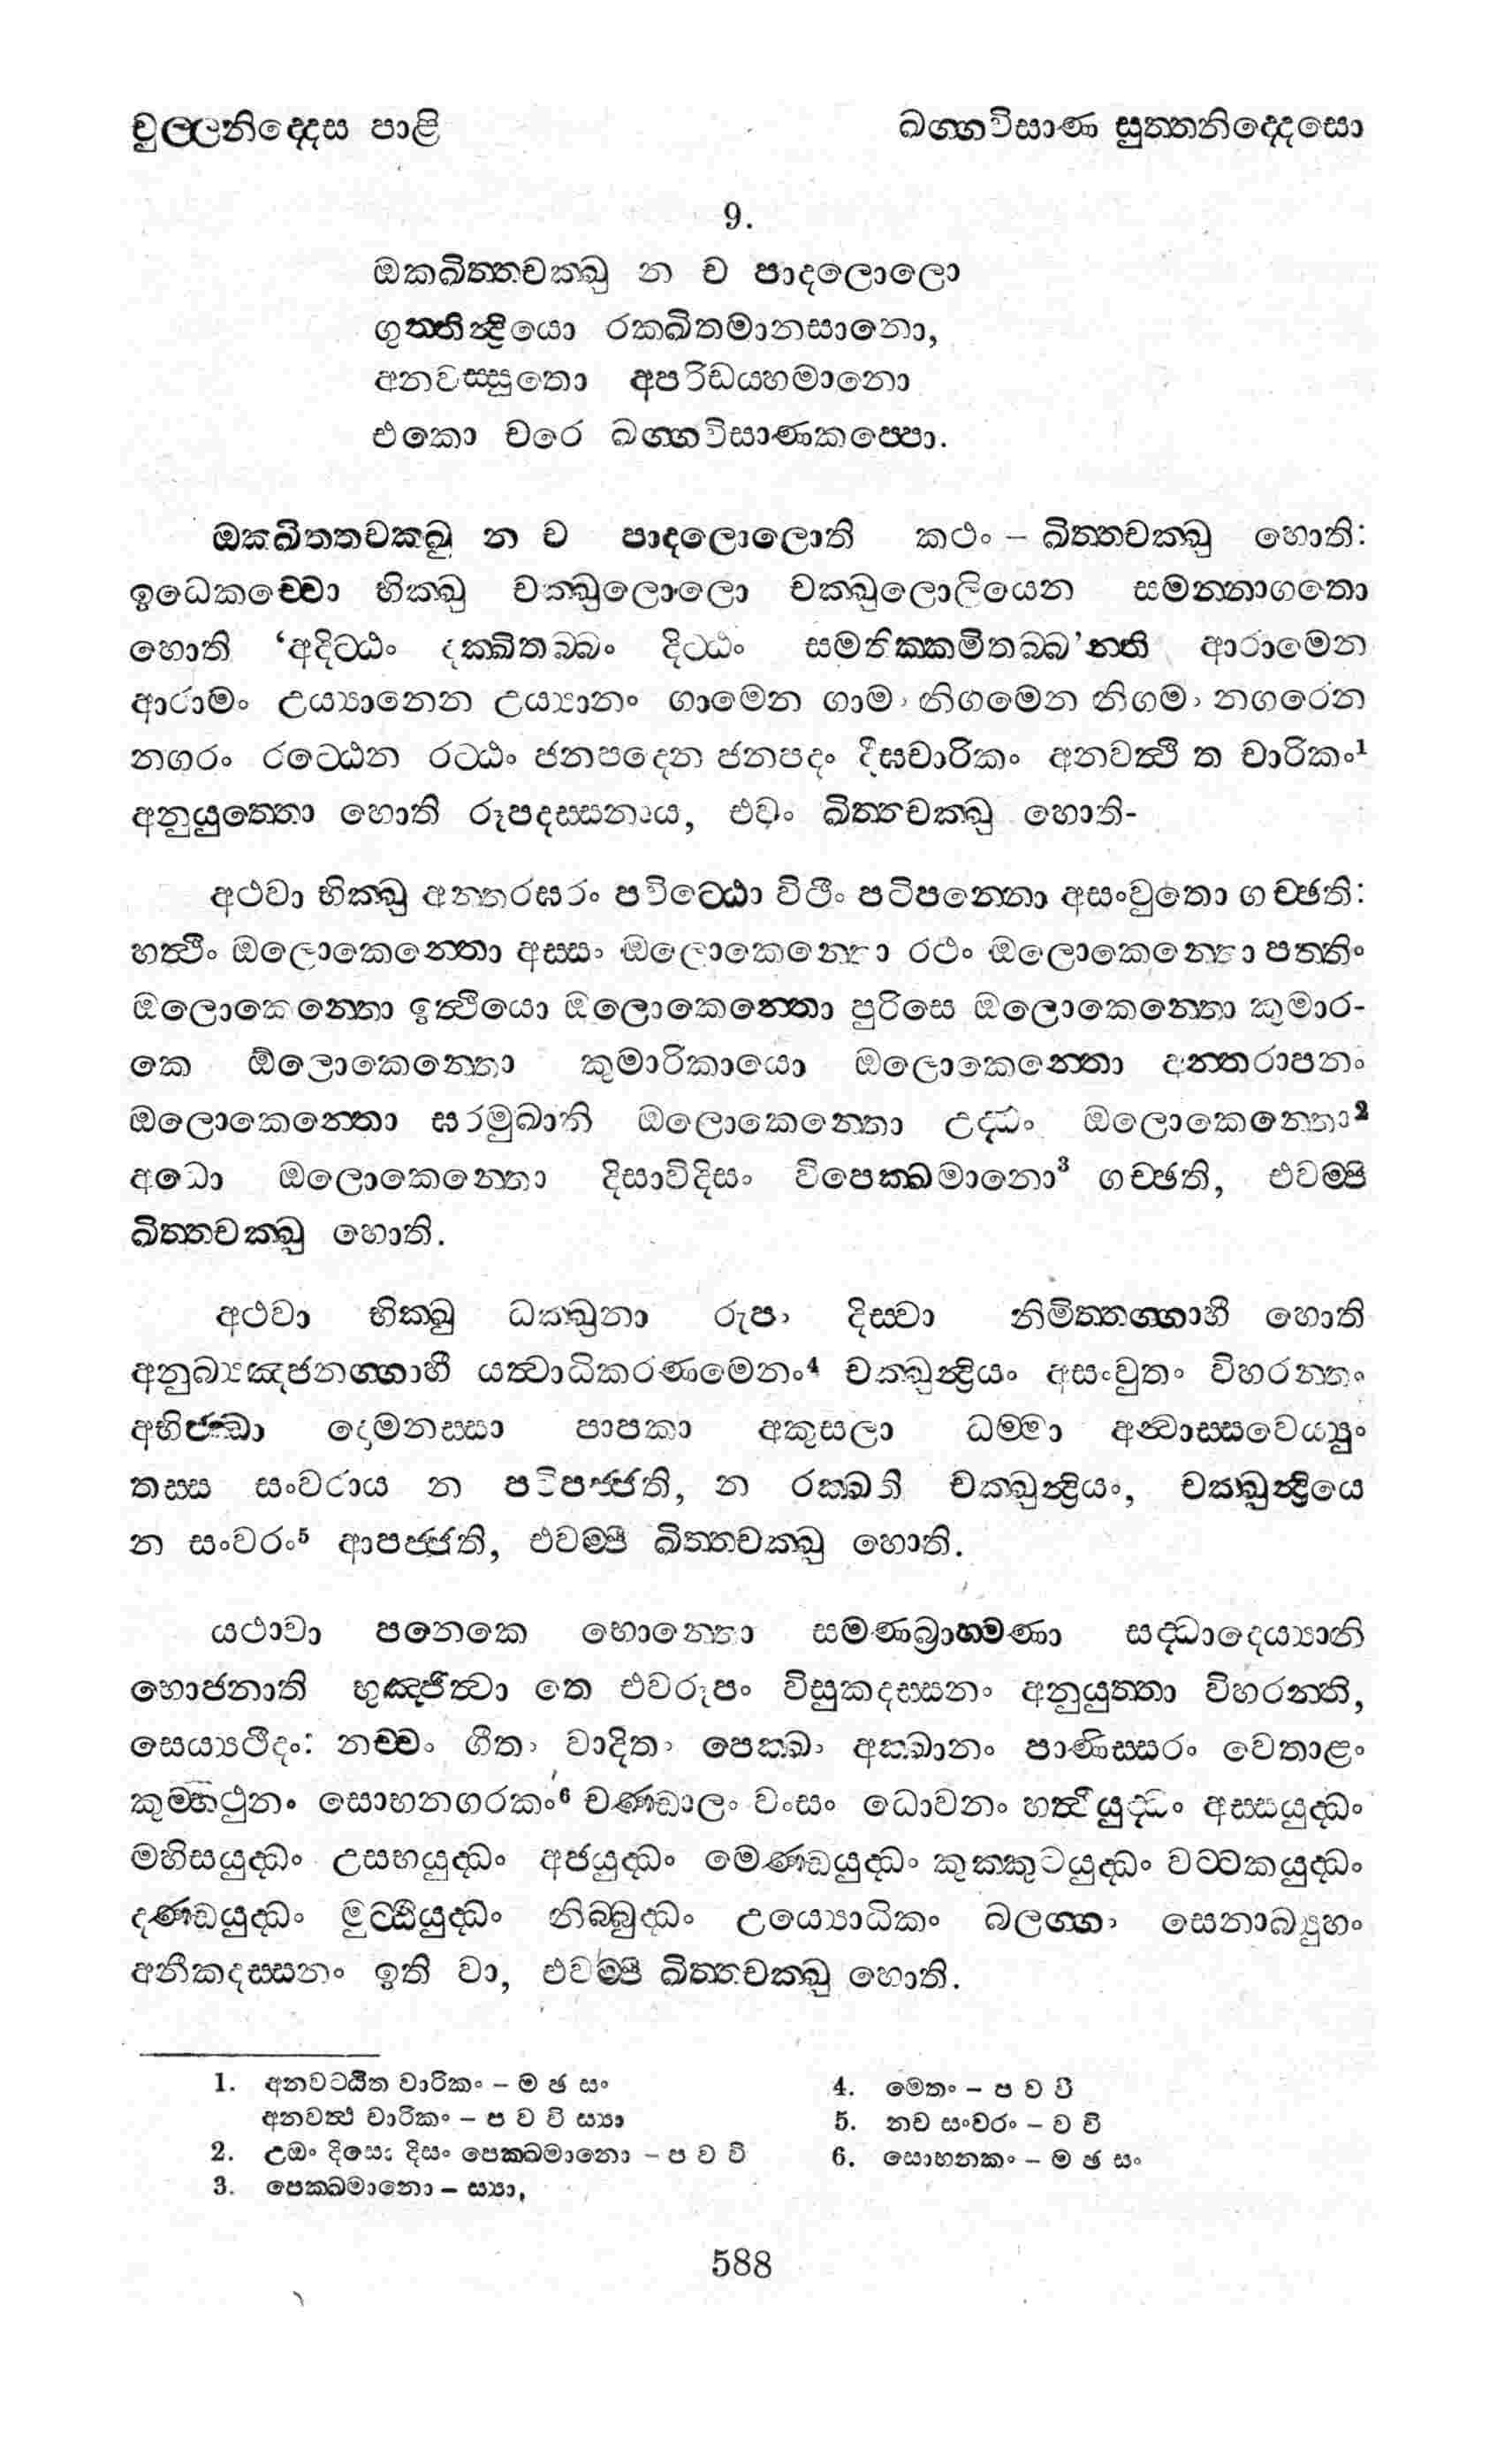 චුල්ලනිද්දෙස පාළි
ඛග්ගවිසාණ සුත්තනිද්දෙසො
9.
ඔක්ඛිත්තචක්ඛු න ච පාදලොලො
ගුත්තින්ද්‍රියො රක්ඛිතමානසානො,
අනවස්සුතො අපරිඩය්හමානො
එකො චරෙ ඛග්ගවිසාණකප්පො.
ඔක්ඛිතතචක්ඛු න ච පාදලොලොති කථං – ඛිත්තචක්ඛු හොති:
ඉධෙකච්චො භික්ඛු චක්ඛුලොලො චක්ඛුලොලියෙන සමන්නාගතො
හොති ‘අදිට්ඨං දක්ඛිතබ්බං දිට්ඨං සමතික්කමිතබ්බ’න්ති ආරාමෙන
ආරාමං උය්‍යානෙන උය්‍යානං ගාමෙන ගාමං නිගමෙන නිගමං නගරෙන
නගරං රට්ඨෙන රට්ඨං ජනපදෙන ජනපදං දීඝචාරිකං අනවත්ථිත චාරිකං¹
අනුයුත්තො හොති රූපදස්සනාය, එවං ඛිත්තචක්ඛු හොති-
අථවා භික්ඛු අන්තරඝරං පවිට්ඨො විථිං පටිපන්නො අසංවුතො ගච්ඡති:
හත්ථිං ඔලොකෙන්තො අස්සං ඔලොකෙන්තො රථං ඔලොකෙන්තො පත්තිං
ඔලොකෙන්තො ඉත්ථියො ඔලොකෙන්තො පුරිසෙ ඔලොකෙන්තො කුමාර-
කෙ ඔලොකෙන්තො කුමාරිකායො ඔලොකෙන්තො අන්තරාපනං
ඔලොකෙන්තො ඝරමුඛානි ඔලොකෙන්තො උද්ධං ඔලොකෙන්තො²
අධො ඔලොකෙන්තො දිසාවිදිසං විපෙක්ඛමානො³ ගච්ඡති, එවම්පි
ඛිත්තචක්ඛු හොති.
අථවා භික්ඛු ධක්ඛුනා රූපං දිස්වා නිමිත්තග්ගාහී හොති
අනුබ්‍යඤ්ජනග්ගාහී යත්වාධිකරණමෙනං⁴ චක්ඛුන්ද්‍රියං අසංවුතං විහරන්තං
අභිජ්ඣා දොමනස්සා පාපකා අකුසලා ධම්මා අන්වාස්සවෙය්‍යුං
තස්ස සංවරාය න පටිපජ්ජති, න රක්ඛති චක්ඛුන්ද්‍රියං, චක්ඛුන්ද්‍රියෙ
න සංවරං⁵ ආපජ්ජති, එවම්පි ඛිත්තචක්ඛු හොති.
යථාවා පනෙකෙ භොන්තො සමණබ්‍රාහ්මණා සද්ධාදෙය්‍යානි
භොජනාති භුඤ්ජිත්වා තෙ එවරූපං විසුකදස්සනං අනුයුත්තා විහරන්ති,
සෙය්‍යථිදං: නච්චං ගීතං වාදිතං පෙක්ඛං අක්ඛානං පාණිස්සරං වෙතාළං
කුම්භථුනං සොභනගරකං⁶ චණ්ඩාලං වංසං ධොවනං හත්ථියුද්ධං අස්සයුද්ධං
මහිසයුද්ධං උසභයුද්ධං අජයුද්ධං මෙණ්ඩයුද්ධං කුක්කුටයුද්ධං වට්ටකයුද්ධං
දණ්ඩයුද්ධං මුට්ඨියුද්ධං නිබ්බුද්ධං උය්‍යොධිකං බලග්ගං සෙනාබ්‍යුහං
අනීකදස්සනං ඉති වා, එවම්පි ඛිත්තචක්ඛු හොති.
1. අනවට්ඨිත චාරිකං – ම ඡ සං
අනවත්ථ චාරිකං – ප ව වි ස්‍යා
2. උඔං දිසෙං දිසං පෙක්ඛමානො – ප ව වි
3. පෙක්ඛමානො – ස්‍යා,
4. මෙතං – ප ව වි
5. නච සංවරං – ව වි
6. සොභනකං – ම ඡ සං
588